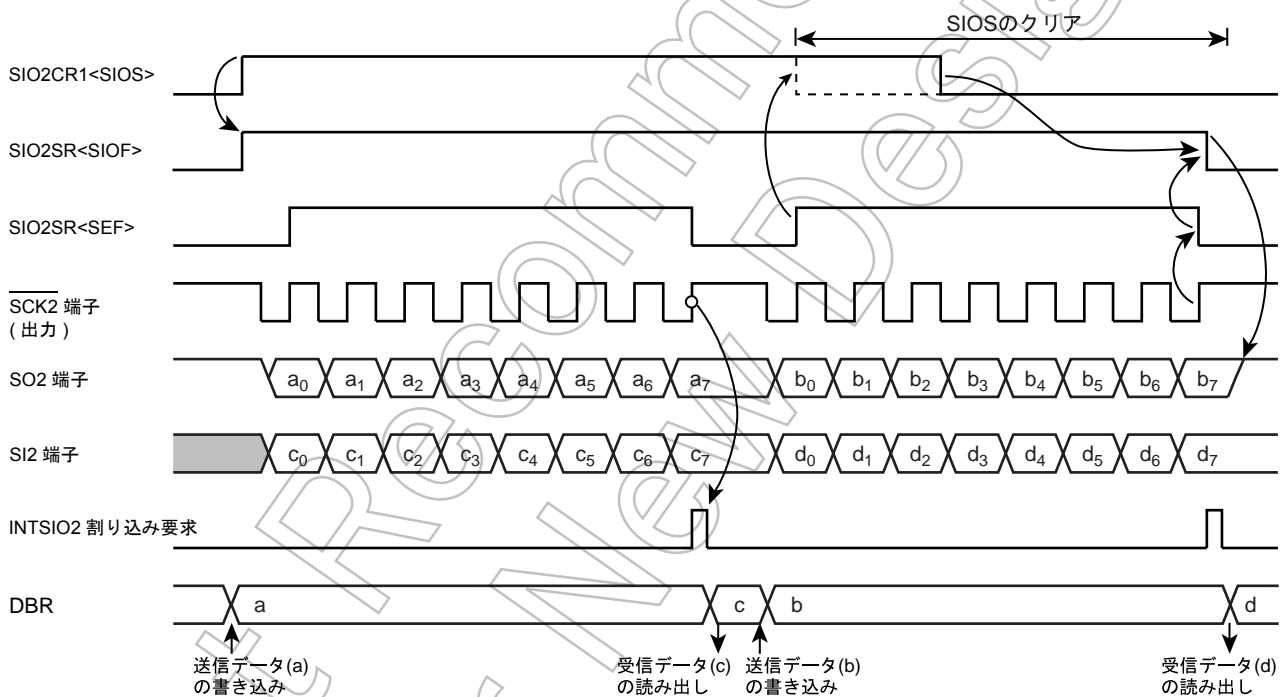 SIOSのクリア
SIO2CR1<SIOS>
SIO2SR<SIOF>
SIO2SR<SEF>
SCK2 端子
( 出力 )
SO2 端子
a0 a1 a2 a3 a4 a5 a6 a7 b0 b1 b2 b3 b4 b5 b6 b7
SI2 端子
c0 c1 c2 c3 c4 c5 c6 c7 d0 d1 d2 d3 d4 d5 d6 d7
INTSIO2 割り込み要求
DBR
a c b d
送信データ(a)
の書き込み
受信データ(c)
の読み出し
送信データ(b)
の書き込み
受信データ(d)
の読み出し